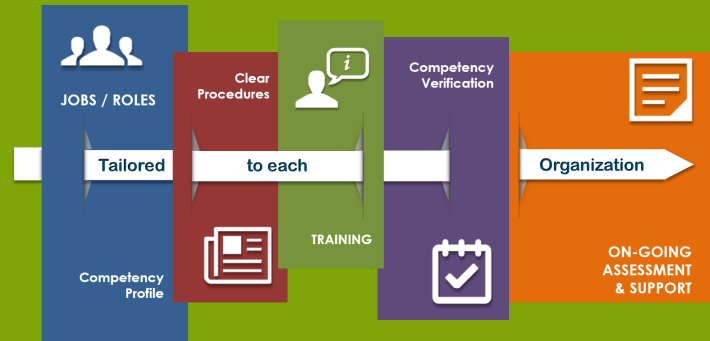 JOBS / ROLES
Competency
Profile
Clear
Procedures
i
TRAINING
Competency
Verification
ON-GOING
ASSESSMENT
& SUPPORT
Tailored to each Organization